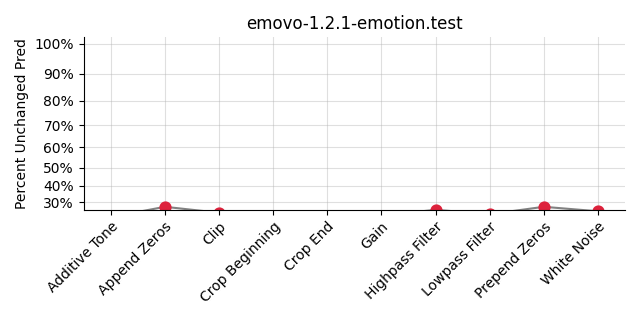 emovo-1.2.1-emotion.test
Percent Unchanged Pred
100%
90%
80%
70%
60%
50%
40%
30%
Additive Tone
Append Zeros
Clip
Crop Beginning
Crop End
Gain
Highpass Filter
Lowpass Filter
Prepend Zeros
White Noise